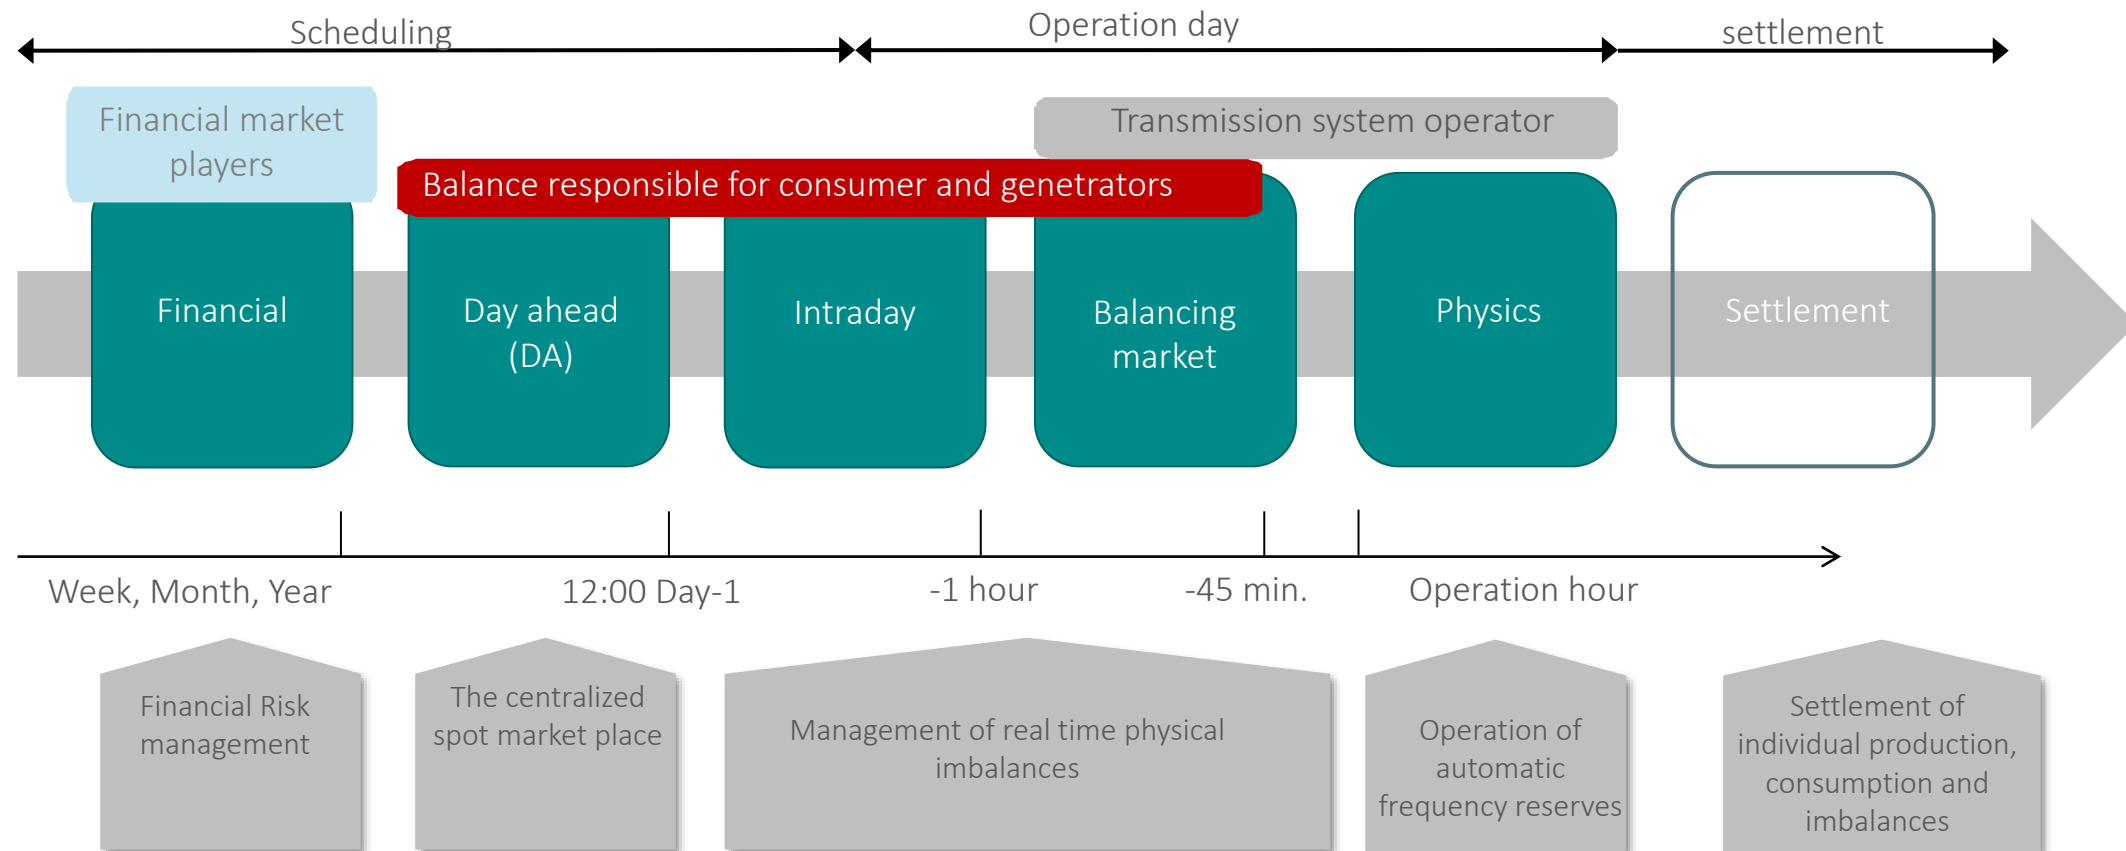 Scheduling
Operation day
settlement
Financial market
players
Transmission system operator
Balance responsible for consumer and genetrators
Financial
Day ahead
(DA)
Intraday
Balancing
market
Physics
Settlement
Week, Month, Year
12:00 Day-1
-1 hour
-45 min.
Operation hour
Financial Risk
management
The centralized
spot market place
Management of real time physical
imbalances
Operation of
automatic
frequency reserves
Settlement of
individual production,
consumption and
imbalances